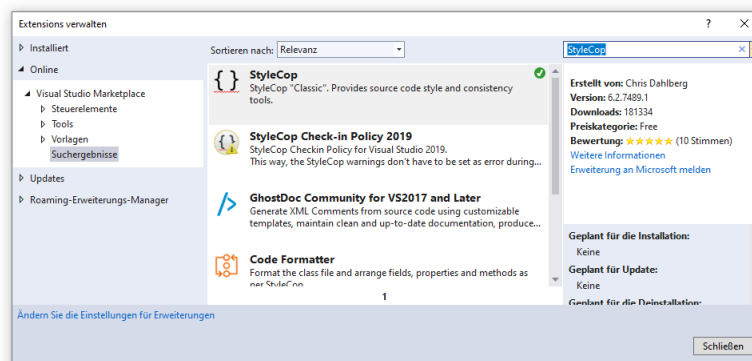 Extensions verwalten
?
Installiert
Online
Visual Studio Marketplace
Steuerelemente
Tools
Vorlagen
Suchergebnisse
Updates
Roaming-Erweiterungs-Manager
Sortieren nach: Relevanz
StyleCop
StyleCop "Classic". Provides source code style and consistency
tools.
StyleCop Check-in Policy 2019
StyleCop Checkin Policy for Visual Studio 2019.
This way, the StyleCop warnings don't have to be set as error during...
GhostDoc Community for VS2017 and Later
Generate XML Comments from source code using customizable
templates, maintain clean and up-to-date documentation, produce...
Code Formatter
Format the class file and arrange fields, properties and methods as
per StyleCop
1
StyleCop
Erstellt von: Chris Dahlberg
Version: 6.2.7489.1
Downloads: 181334
Preiskategorie: Free
Bewertung: ★★★★★ (10 Stimmen)
Weitere Informationen
Erweiterung an Microsoft melden
Geplant für die Installation:
Keine
Geplant für Update:
Keine
Geplant für die Deinstallation:
Ändern Sie die Einstellungen für Erweiterungen
Schließen